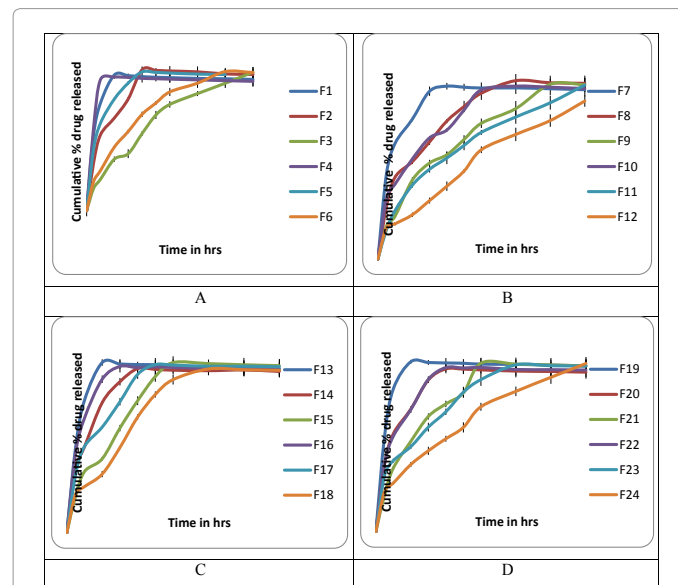 Cumulative % drug released
F1
F2
F3
F4
F5
F6
Time in hrs
Cumulative % drug released
F7
F8
F9
F10
F11
F12
Time in hrs
A
B
Cumulative % drug released
F13
F14
F15
F16
F17
F18
Time in hrs
Cumulative % drug released
F19
F20
F21
F22
F23
F24
Time in hrs
C
D